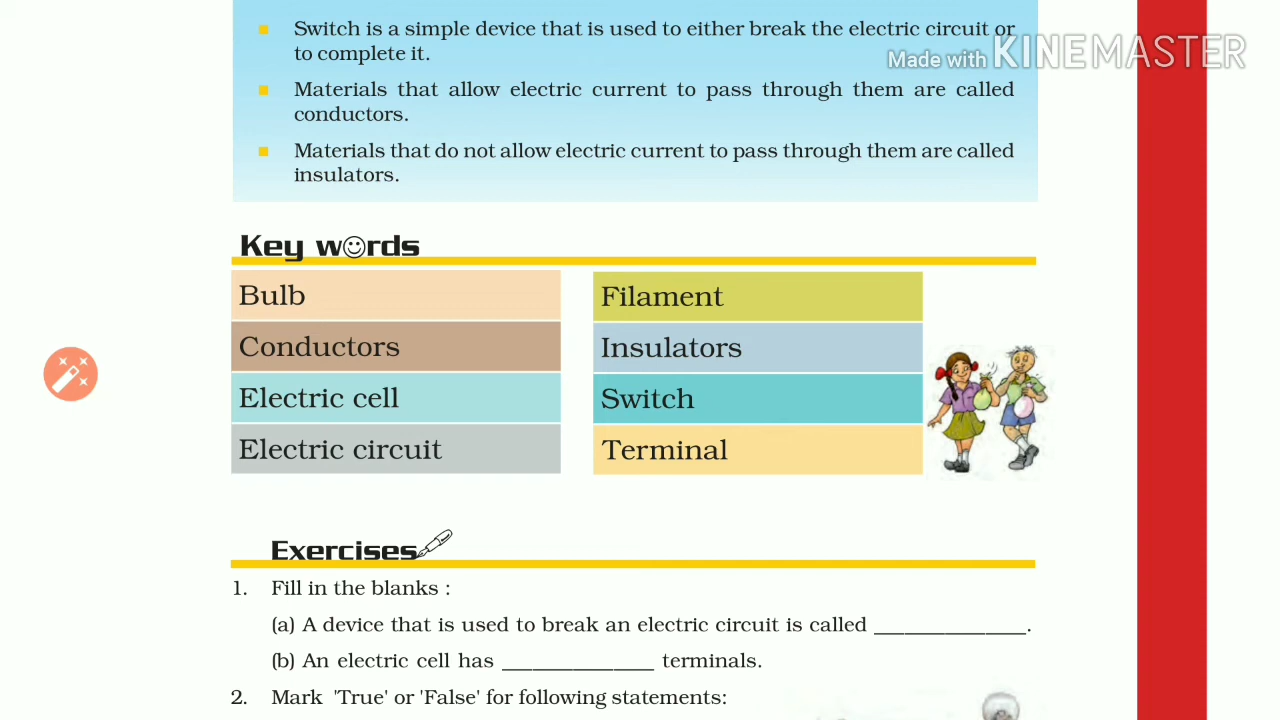 Switch is a simple device that is used to either break the electric circuit or
to complete it.
Made with KINEMASTER
Materials that allow electric current to pass through them are called
conductors.
Materials that do not allow electric current to pass through them are called
insulators.
Key words
Bulb
Filament
Conductors
Insulators
Electric cell
Switch
Electric circuit
Terminal
Exercises
1. Fill in the blanks :
(a) A device that is used to break an electric circuit is called _______________.
(b) An electric cell has _______________ terminals.
2. Mark 'True' or 'False' for following statements: